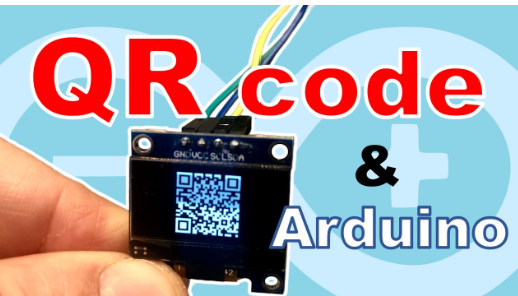 QR code
GND VCC SCL SDA
&
Arduino